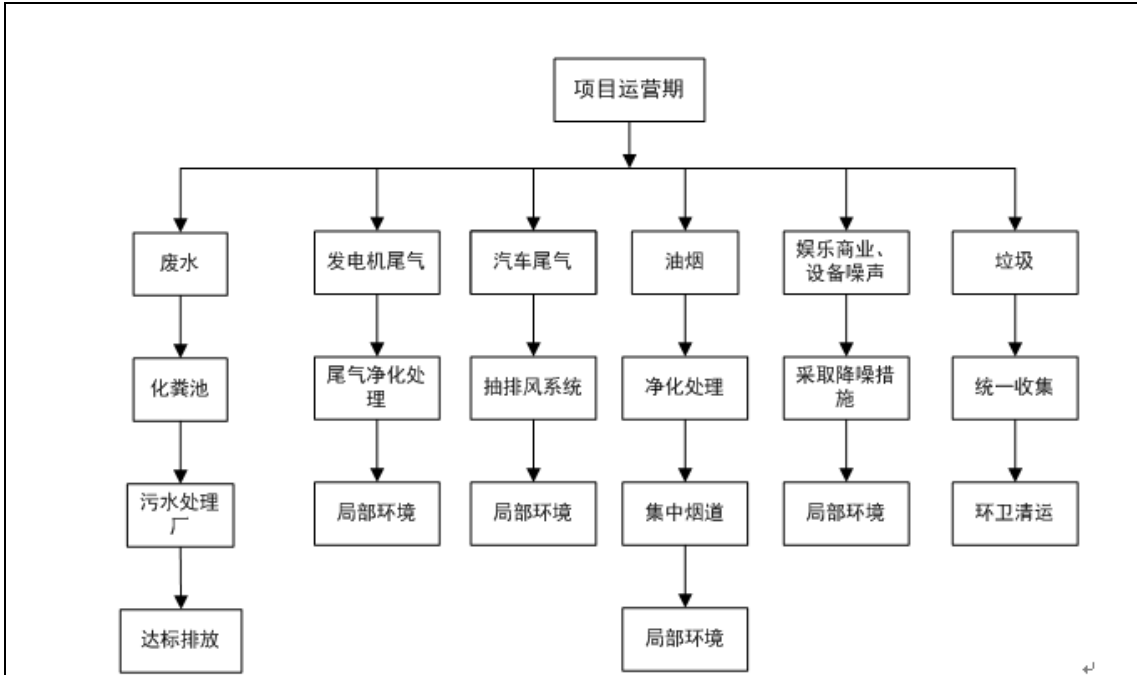 项目运营期
废水
发电机尾气
汽车尾气
油烟
娱乐商业、
设备噪声
垃圾
化粪池
尾气净化处
理
抽排风系统
净化处理
采取降噪措
施
统一收集
污水处理
厂
局部环境
局部环境
集中烟道
局部环境
环卫清运
达标排放
局部环境